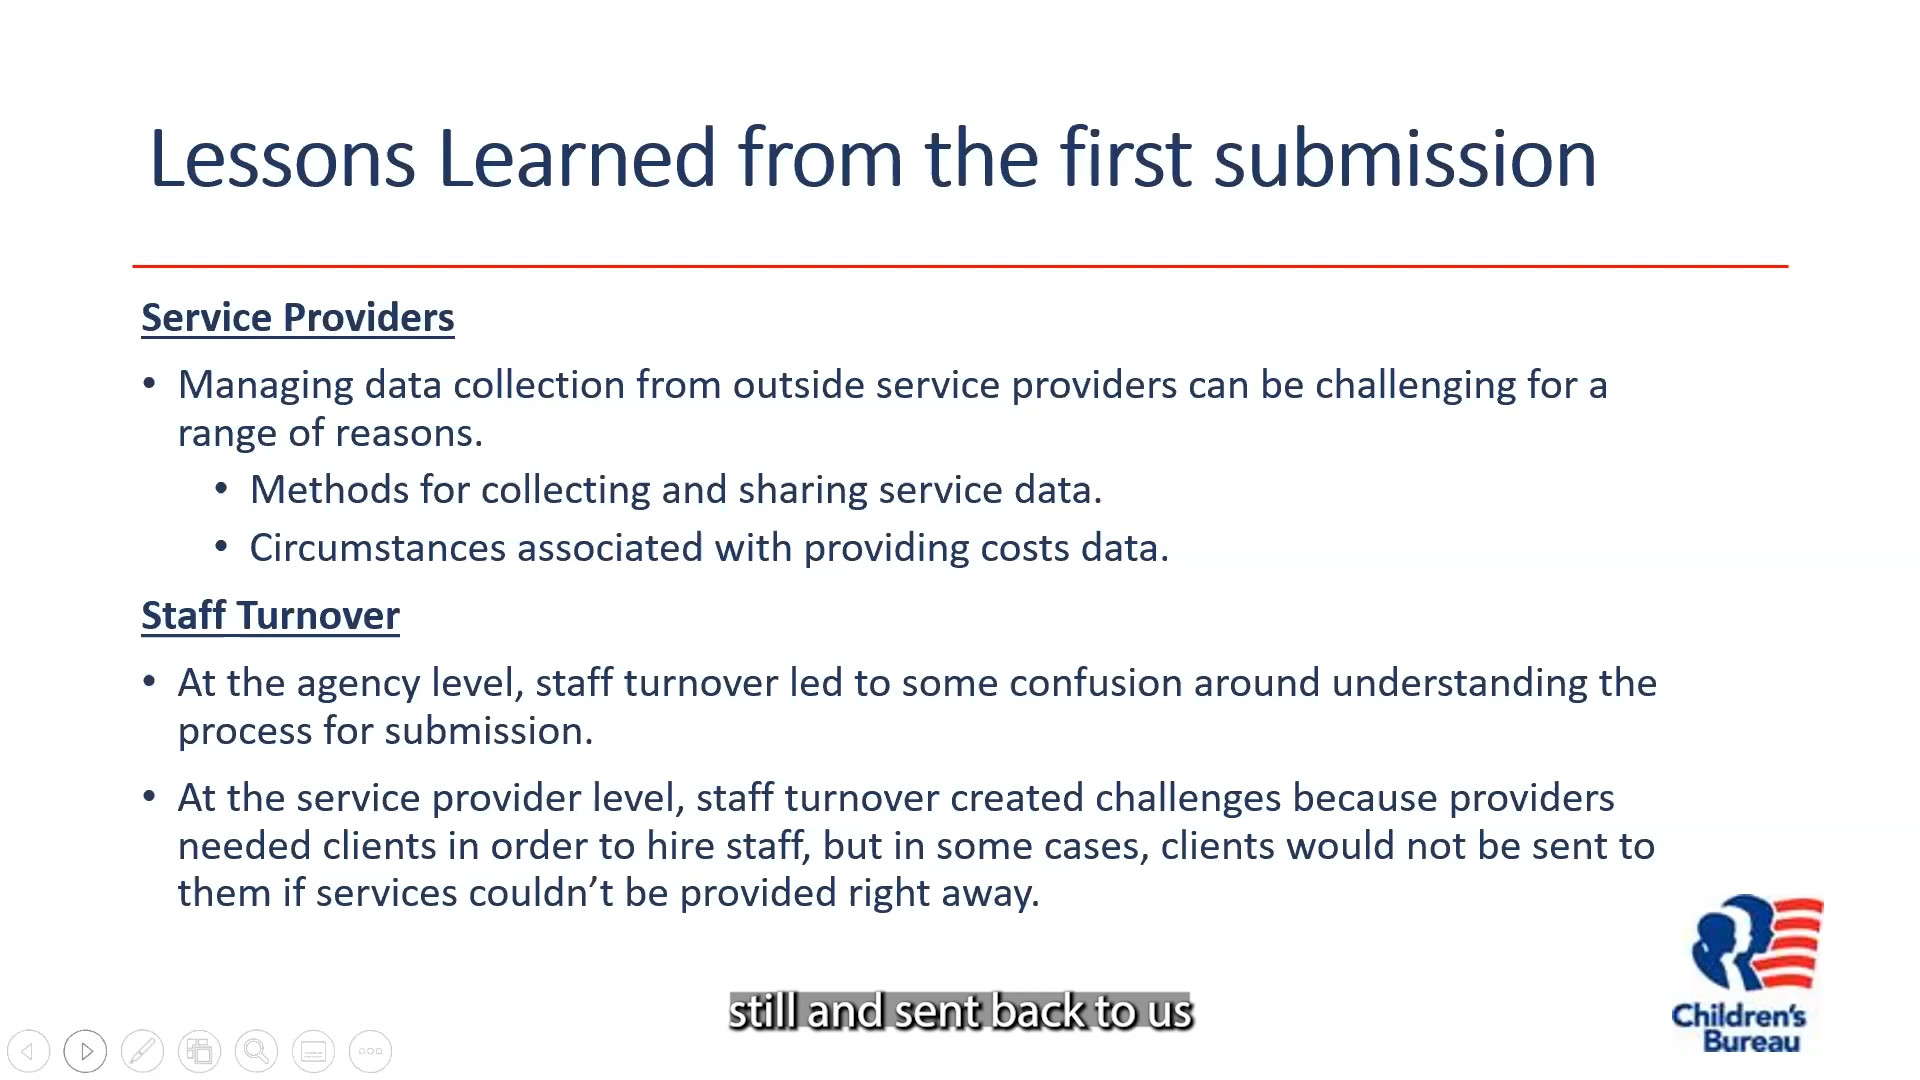 Lessons Learned from the first submission
Service Providers
• Managing data collection from outside service providers can be challenging for a
range of reasons.
• Methods for collecting and sharing service data.
• Circumstances associated with providing costs data.
Staff Turnover
• At the agency level, staff turnover led to some confusion around understanding the
process for submission.
• At the service provider level, staff turnover created challenges because providers
needed clients in order to hire staff, but in some cases, clients would not be sent to
them if services couldn’t be provided right away.
still and sent back to us
Children's
Bureau